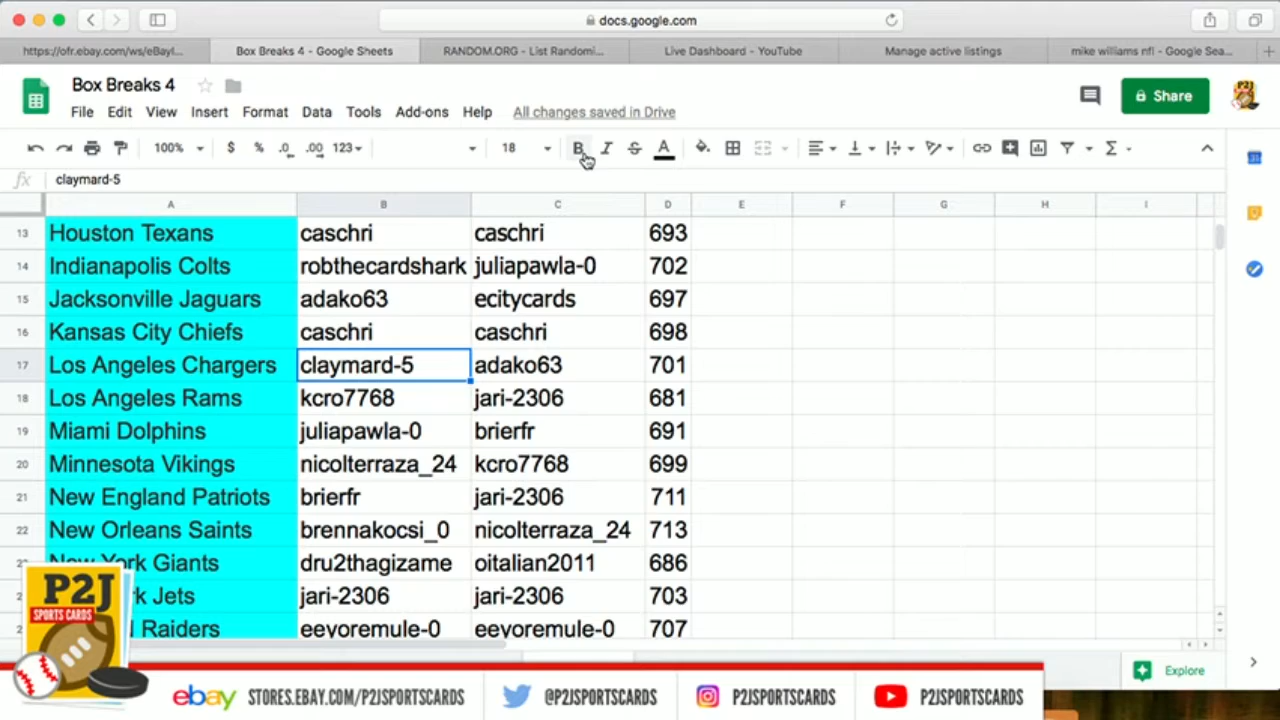 docs.google.com
https://ofr.ebay.com/ws/eBayI... Box Breaks 4 - Google Sheets RANDOM.ORG - List Randomi... Live Dashboard - YouTube Manage active listings mike williams nfl - Google Sea...
Box Breaks 4
File Edit View Insert Format Data Tools Add-ons Help All changes saved in Drive
Share
100% $ % .0 .00 123 18 B I S A
fx claymard-5
A B C D E F G H I
13 Houston Texans caschri caschri 693
14 Indianapolis Colts robthecardshark juliapawla-0 702
15 Jacksonville Jaguars adako63 ecitycards 697
16 Kansas City Chiefs caschri caschri 698
17 Los Angeles Chargers claymard-5 adako63 701
18 Los Angeles Rams kcro7768 jari-2306 681
19 Miami Dolphins juliapawla-0 brierfr 691
20 Minnesota Vikings nicolterraza_24 kcro7768 699
21 New England Patriots brierfr jari-2306 711
22 New Orleans Saints brennakocsi_0 nicolterraza_24 713
New York Giants dru2thagizame oitalian2011 686
rk Jets jari-2306 jari-2306 703
Raiders eeyoremule-0 eeyoremule-0 707
P2J
SPORTS CARDS
Explore
ebay STORES.EBAY.COM/P2JSPORTSCARDS @P2JSPORTSCARDS P2JSPORTSCARDS P2JSPORTSCARDS